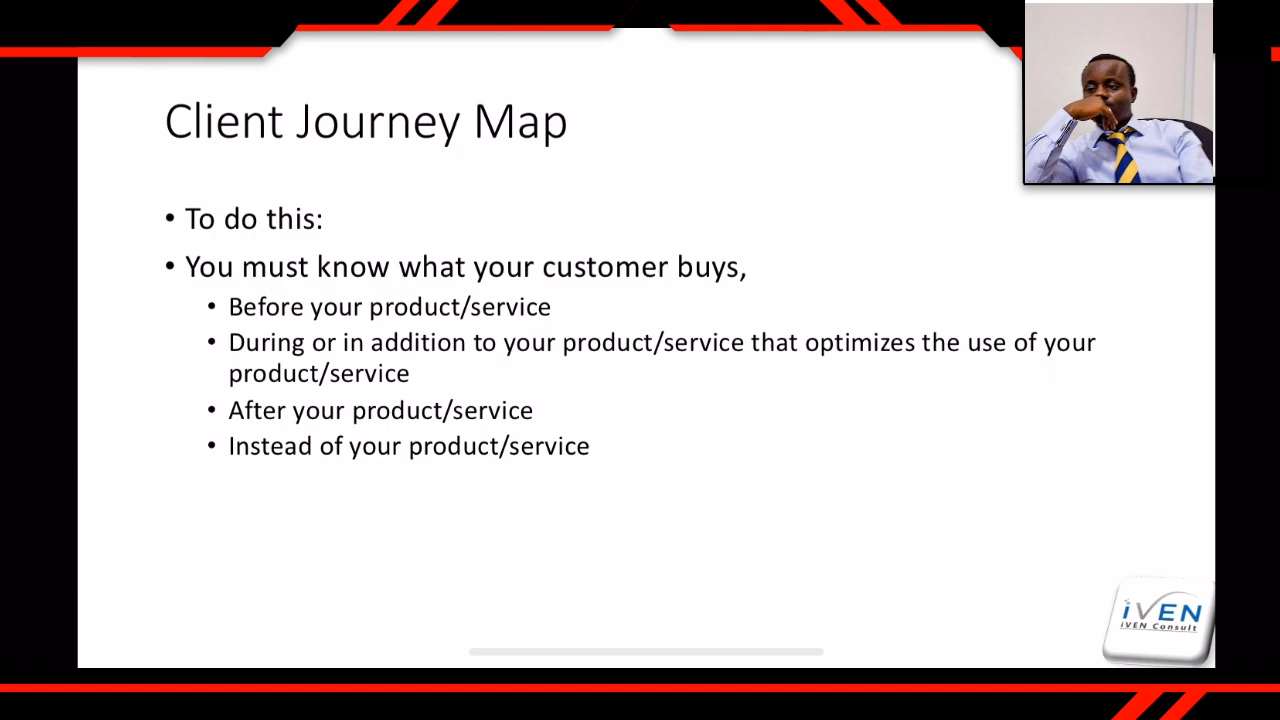 Client Journey Map
• To do this:
• You must know what your customer buys,
• Before your product/service
• During or in addition to your product/service that optimizes the use of your
product/service
• After your product/service
• Instead of your product/service
iVEN
iVEN Consult